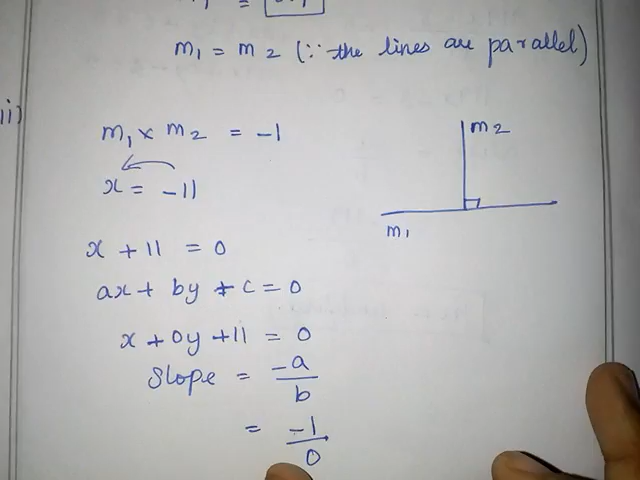 m₁ = m₂ (∵ the lines are parallel)
ii)
m₁ × m₂ = -1
m₂
x = -11
m₁
x + 11 = 0
ax + by + c = 0
x + 0y + 11 = 0
Slope = -a/b
= -1/0